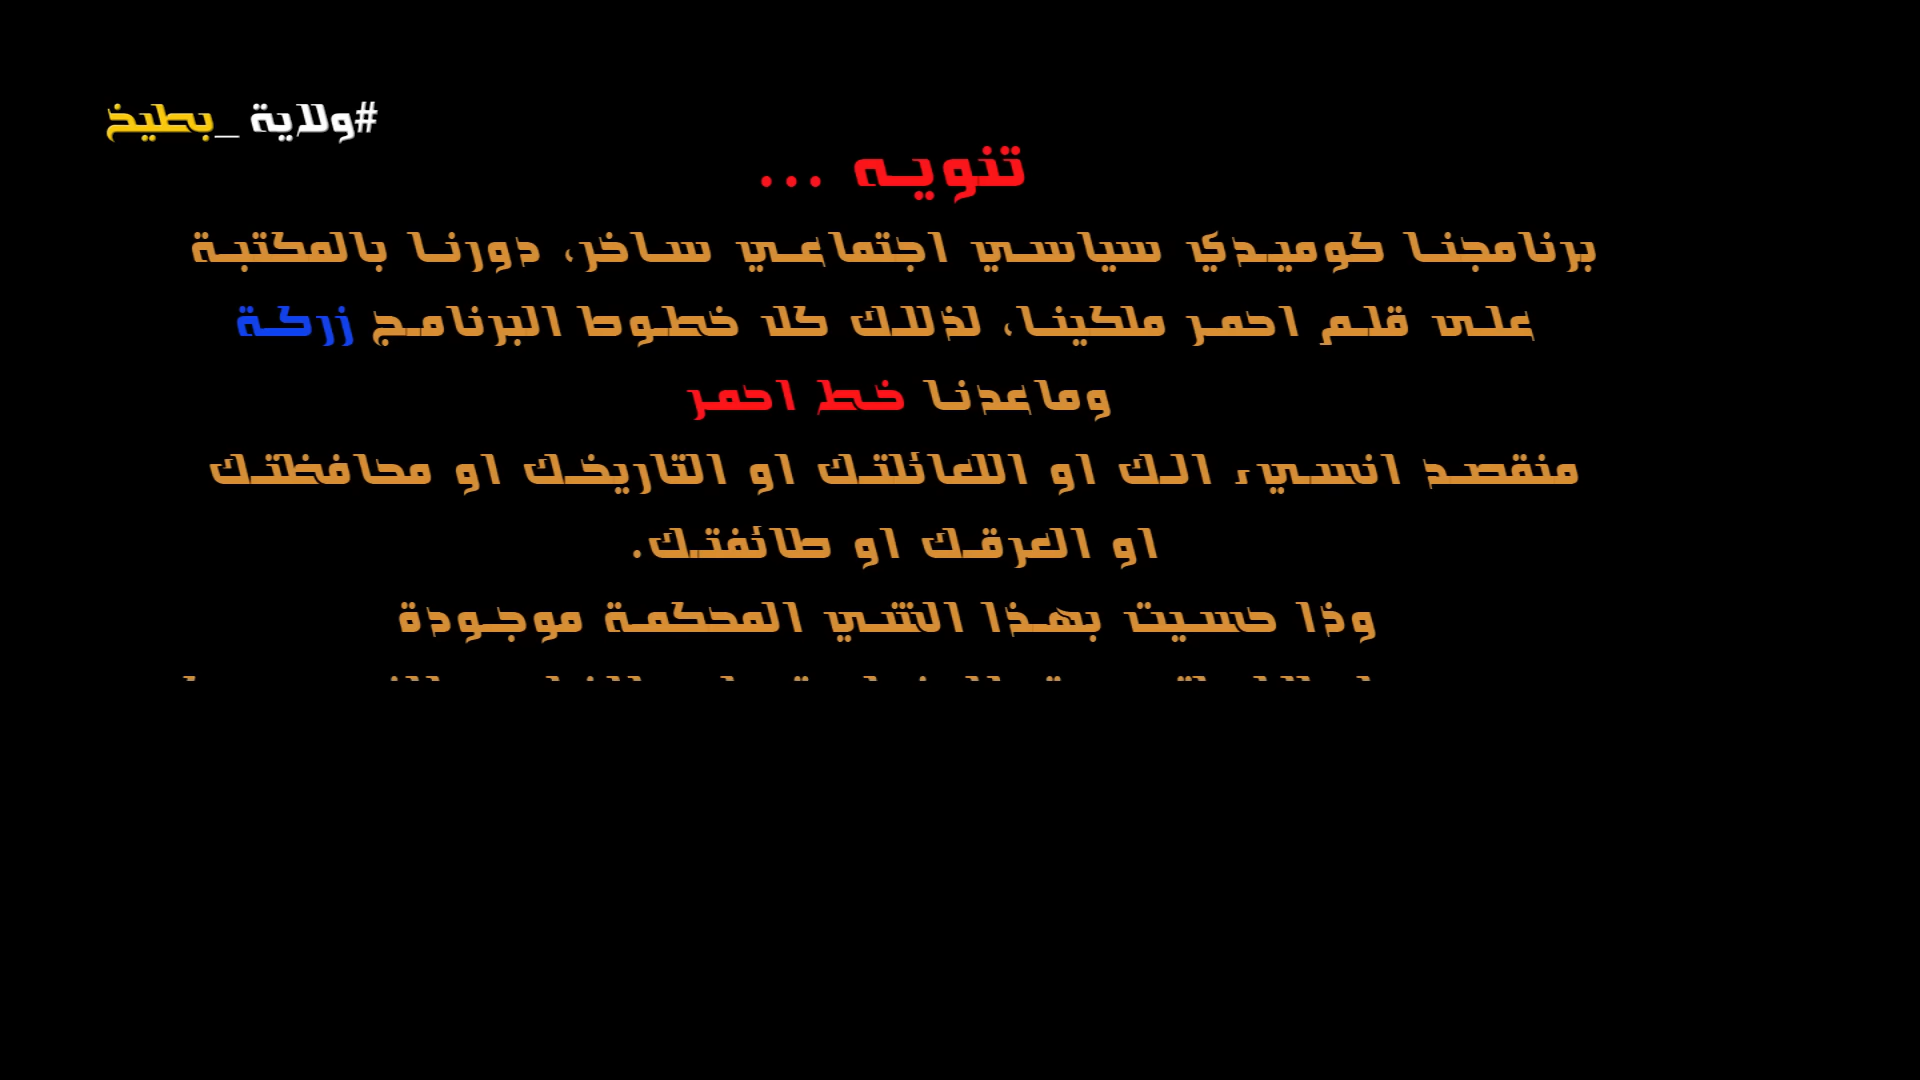 #ولاية _بطيخ
تنويه ...
برنامجنا كوميدي سياسي اجتماعي ساخر، دورنا بالمكتبة
على قلم احمر ملكينا، لذلك كلا خطوط البرنامج زركة
وماعدنا خط احمر
منقصد انسيء الك او اللعائلتك او التاريخك او محافظتك
او العرقك او طائفتك.
وذا حسيت بهذا الشي المحكمة موجودة